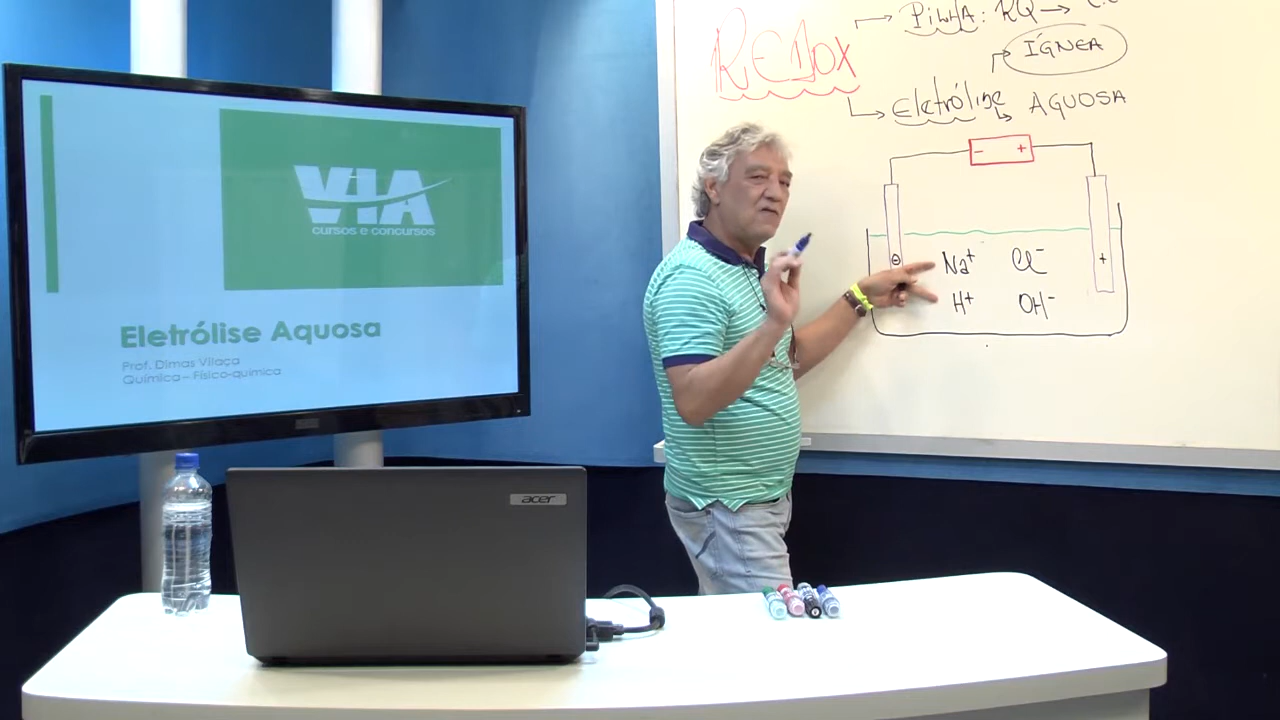 VIA
cursos e concursos
Eletrólise Aquosa
Prof. Dimas Vilaça
Química – Físico-química
acer
REDOX
PILHA: RQ →
ÍGNEA
Eletrólise
AQUOSA
- +
⊖ Na⁺ Cl⁻ +
H⁺ OH⁻